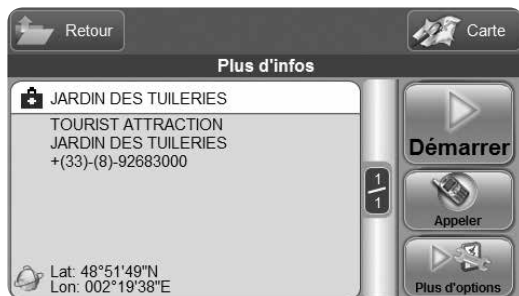 Retour
Carte
Plus d'infos
JARDIN DES TUILERIES
TOURIST ATTRACTION
JARDIN DES TUILERIES
+(33)-(8)-92683000
1
1
Démarrer
Appeler
Lat: 48°51'49"N
Lon: 002°19'38"E
Plus d'options